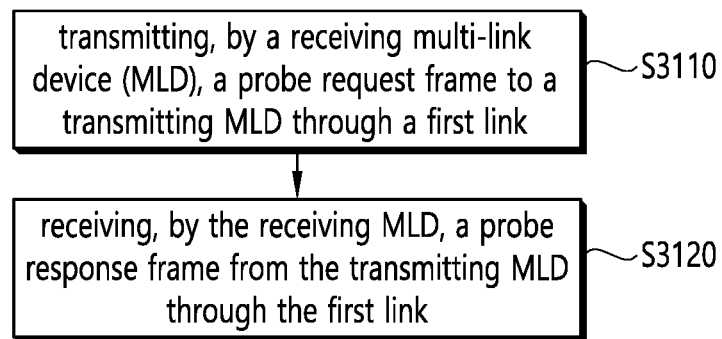 transmitting, by a receiving multi-link
device (MLD), a probe request frame to a
transmitting MLD through a first link
S3110
receiving, by the receiving MLD, a probe
response frame from the transmitting MLD
through the first link
S3120